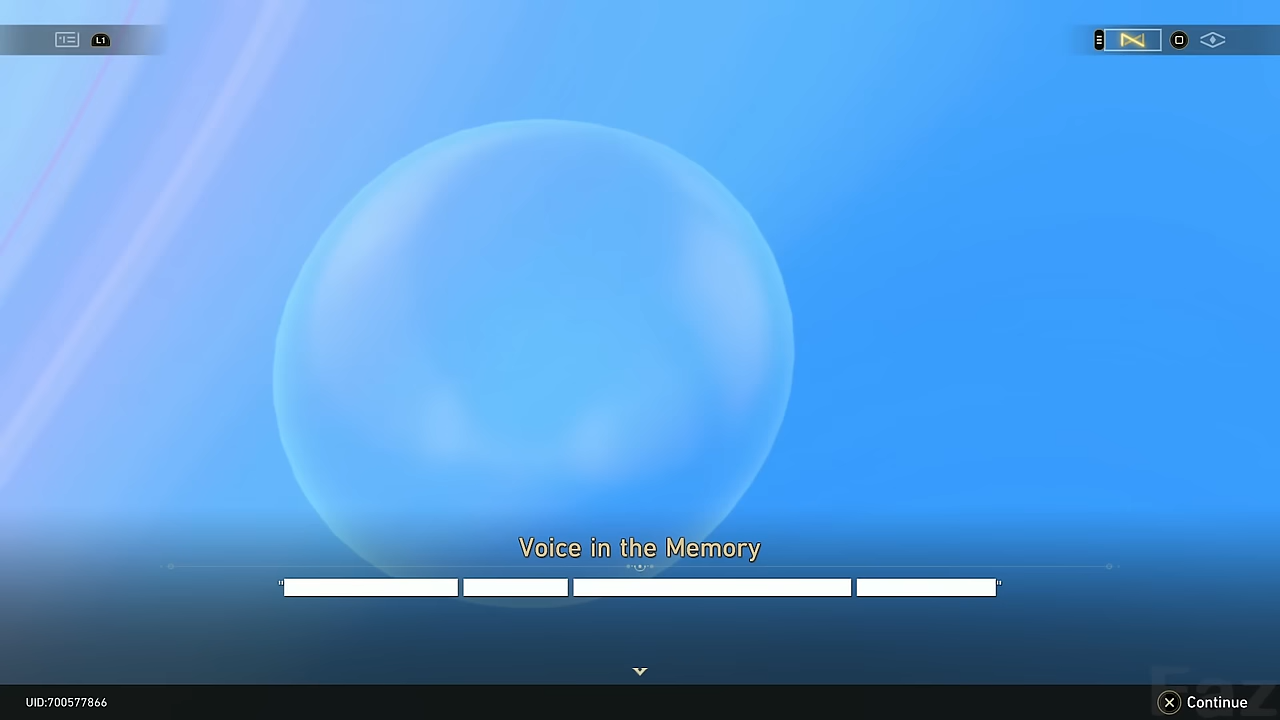 L1
Voice in the Memory
" "
UID:700577866
Continue